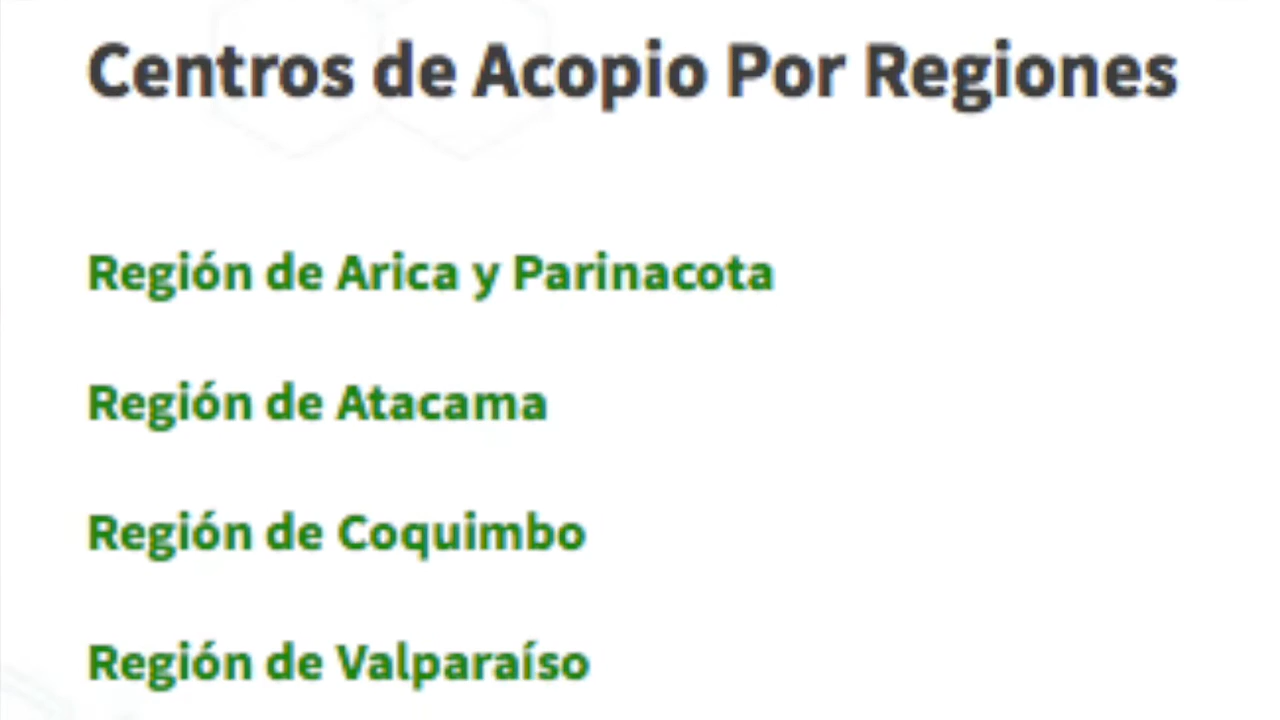 Centros de Acopio Por Regiones
Región de Arica y Parinacota
Región de Atacama
Región de Coquimbo
Región de Valparaíso